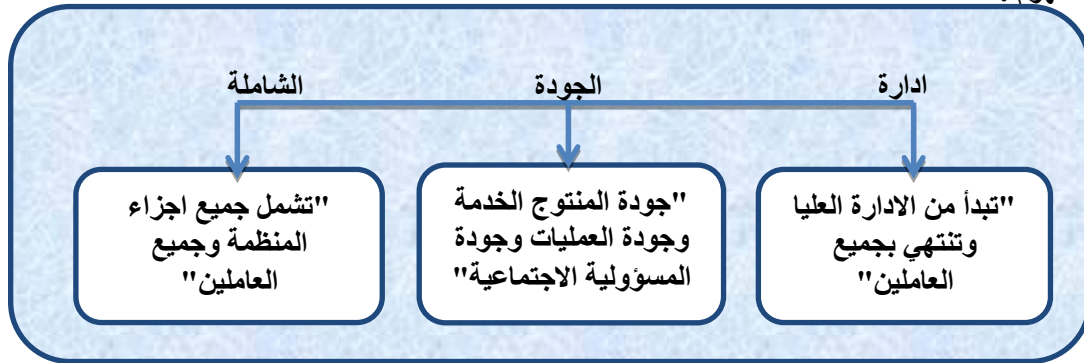 ادارة
الجودة
الشاملة
"تبدأ من الادارة العليا
وتنتهي بجميع
العاملين"
"جودة المنتوج الخدمة
وجودة العمليات وجودة
المسؤولية الاجتماعية"
"تشمل جميع اجزاء
المنظمة وجميع
العاملين"